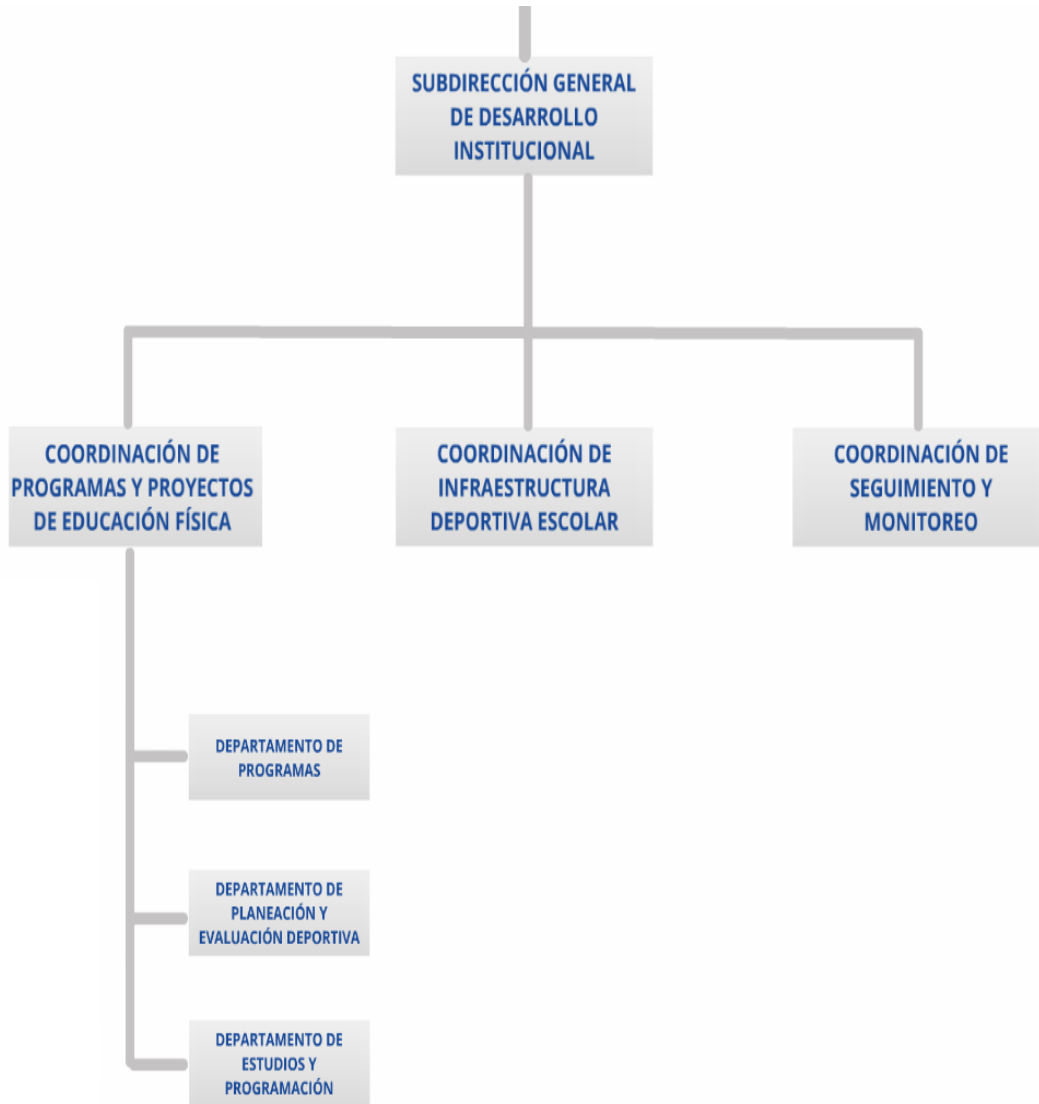 SUBDIRECCIÓN GENERAL
DE DESARROLLO
INSTITUCIONAL
COORDINACIÓN DE
PROGRAMAS Y PROYECTOS
DE EDUCACIÓN FÍSICA
COORDINACIÓN DE
INFRAESTRUCTURA
DEPORTIVA ESCOLAR
COORDINACIÓN DE
SEGUIMIENTO Y
MONITOREO
DEPARTAMENTO DE
PROGRAMAS
DEPARTAMENTO DE
PLANEACIÓN Y
EVALUACIÓN DEPORTIVA
DEPARTAMENTO DE
ESTUDIOS Y
PROGRAMACIÓN